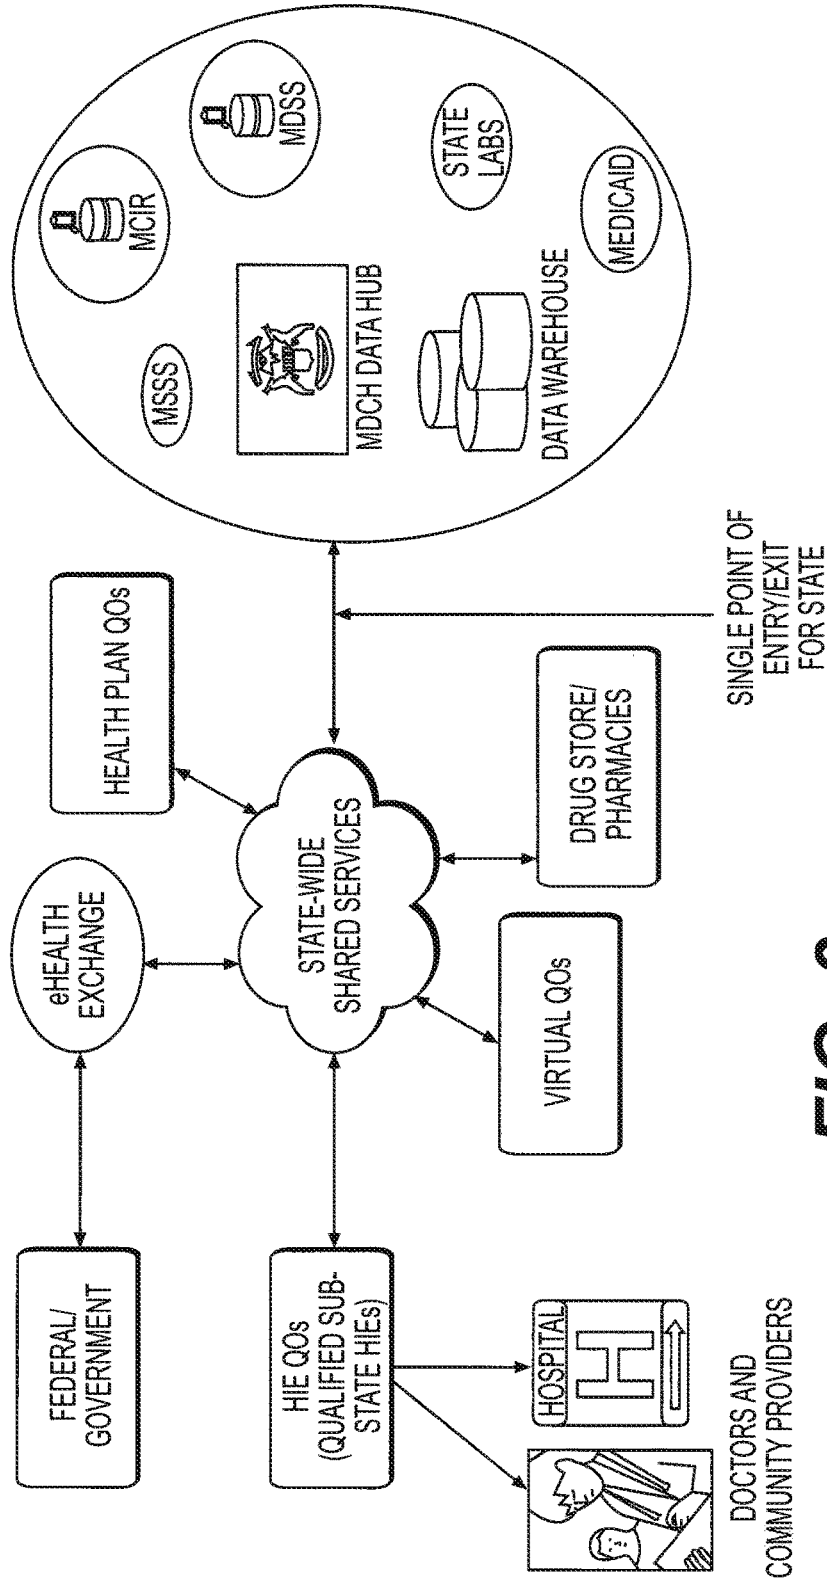 FEDERAL/
GOVERNMENT
eHEALTH
EXCHANGE
HEALTH PLAN QOs
HIE QOs
(QUALIFIED SUB-
STATE HIEs)
STATE-WIDE
SHARED SERVICES
HOSPITAL
H
DOCTORS AND
COMMUNITY PROVIDERS
VIRTUAL QOs
DRUG STORE/
PHARMACIES
SINGLE POINT OF
ENTRY/EXIT
FOR STATE
MSSS
MCIR
MDSS
MDCH DATA HUB
STATE
LABS
DATA WAREHOUSE
MEDICAID